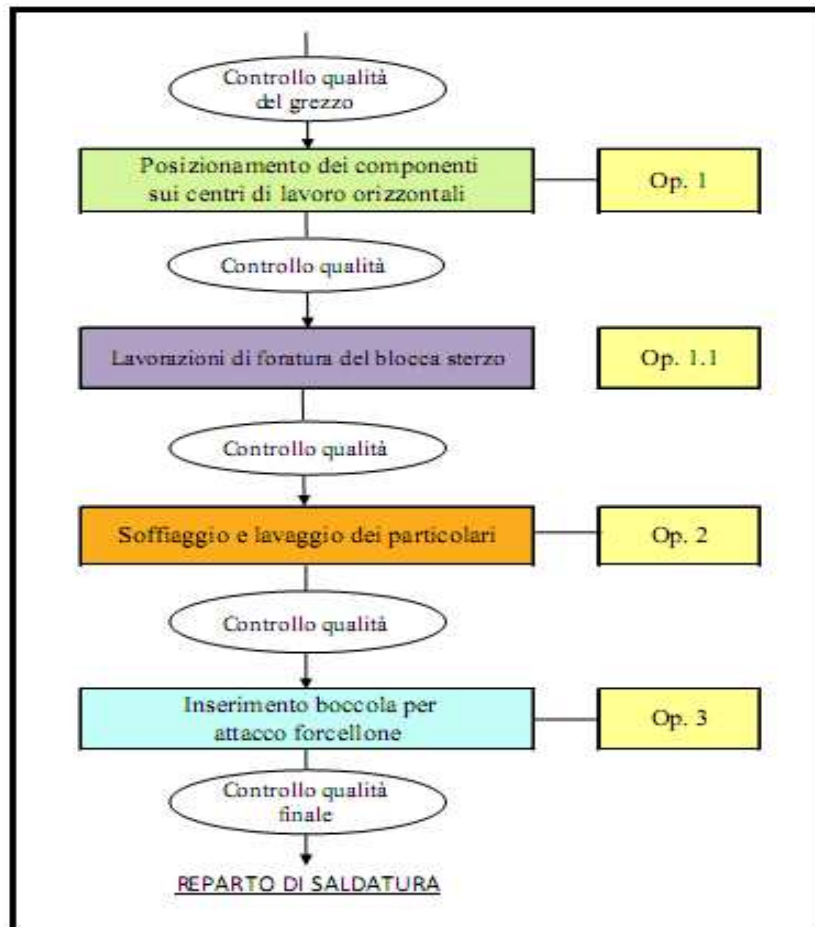 Controllo qualità
del grezzo
Posizionamento dei componenti
sui centri di lavoro orizzontali
Op. 1
Controllo qualità
Lavorazioni di foratura del blocca sterzo
Op. 1.1
Controllo qualità
Soffiaggio e lavaggio dei particolari
Op. 2
Controllo qualità
Inserimento boccola per
attacco forcellone
Op. 3
Controllo qualità
finale
REPARTO DI SALDATURA